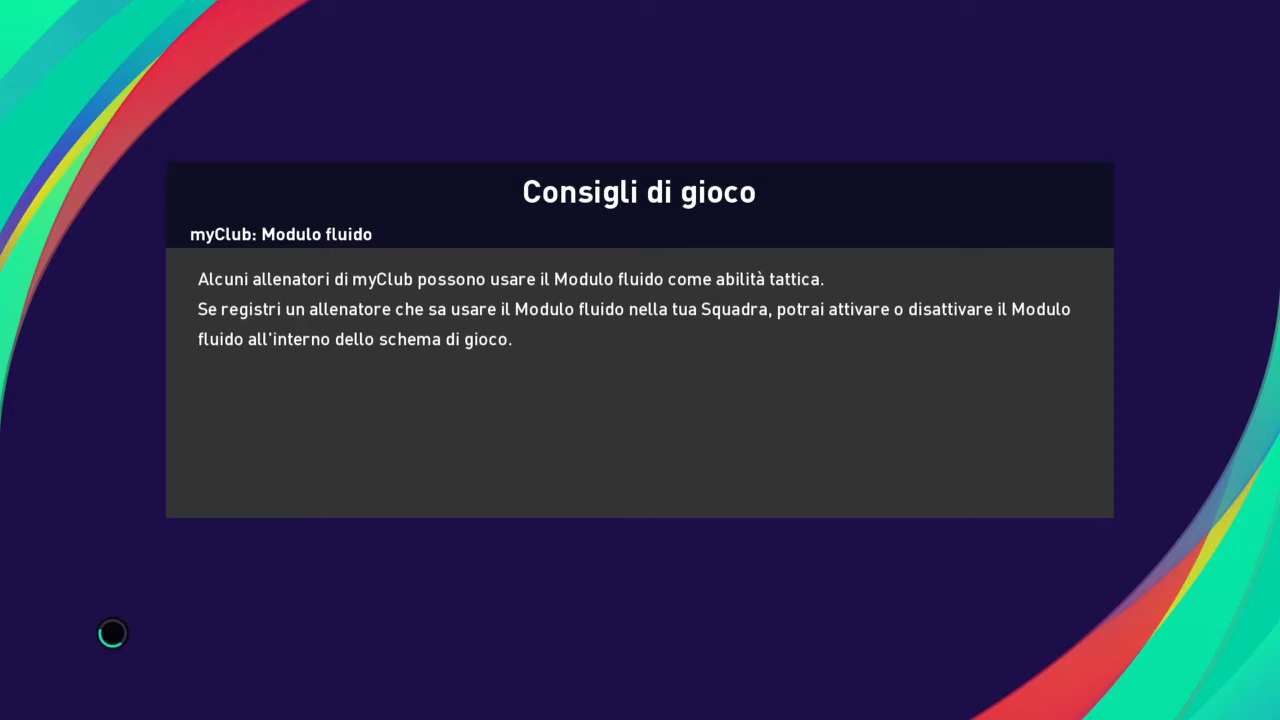 Consigli di gioco
myClub: Modulo fluido
Alcuni allenatori di myClub possono usare il Modulo fluido come abilità tattica.
Se registri un allenatore che sa usare il Modulo fluido nella tua Squadra, potrai attivare o disattivare il Modulo
fluido all'interno dello schema di gioco.